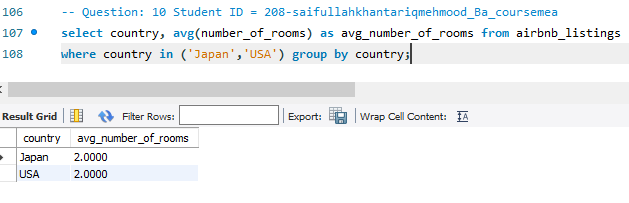 106 -- Question: 10 Student ID = 208-saifullahkhantariqmehmood_Ba_coursemea
107 select country, avg(number_of_rooms) as avg_number_of_rooms from airbnb_listings
108 where country in ('Japan','USA') group by country;
Result Grid Filter Rows: Export: Wrap Cell Content: IA
country avg_number_of_rooms
Japan 2.0000
USA 2.0000